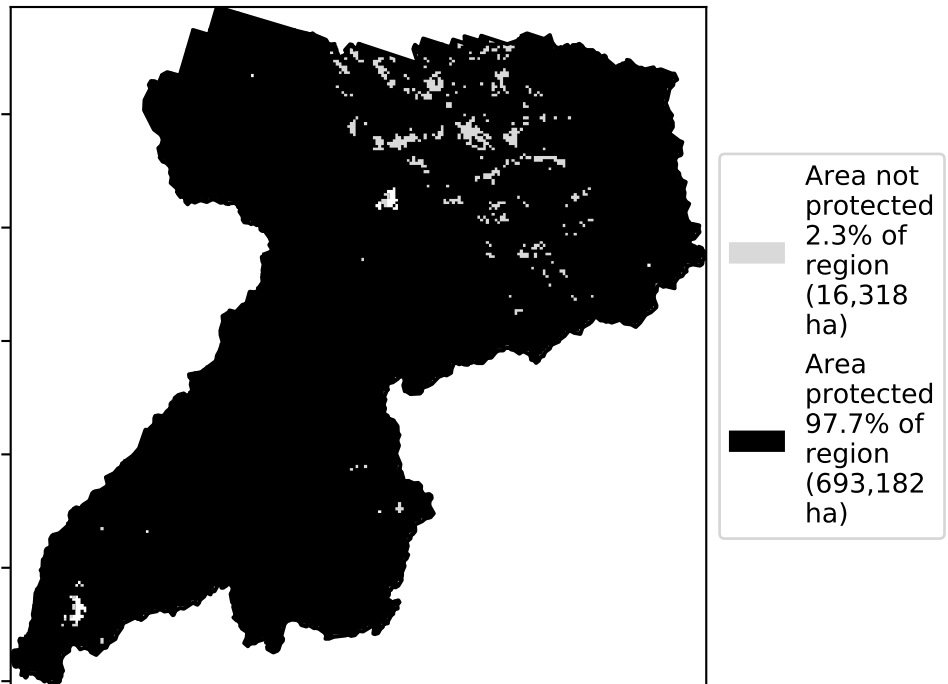 Area not
protected
2.3% of
region
(16,318
ha)
Area
protected
97.7% of
region
(693,182
ha)